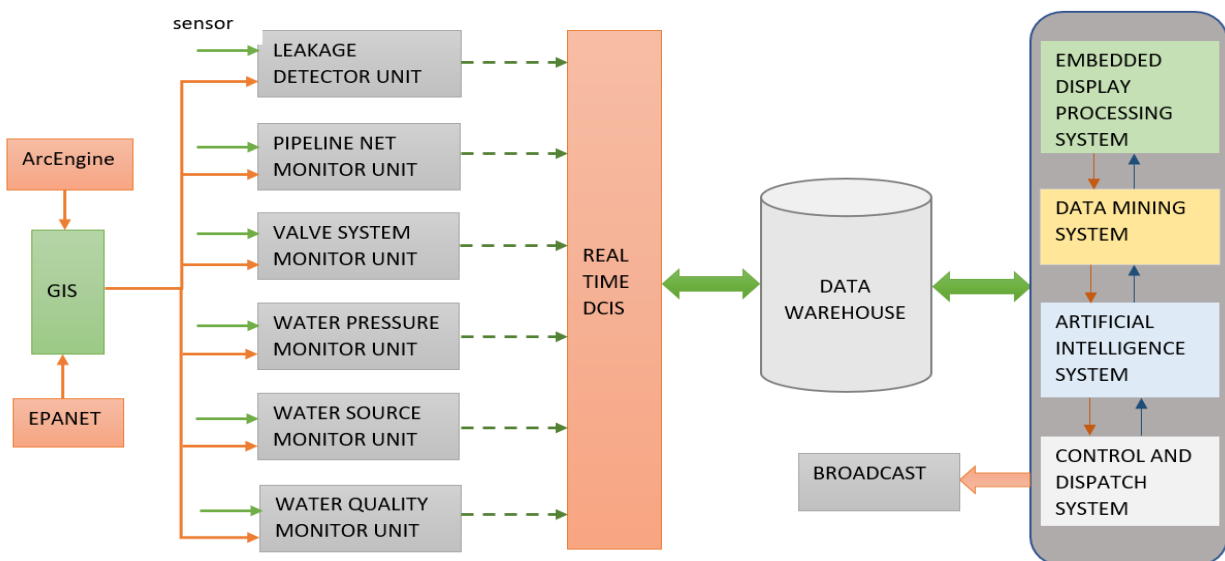 sensor
LEAKAGE
DETECTOR UNIT
PIPELINE NET
MONITOR UNIT
VALVE SYSTEM
MONITOR UNIT
WATER PRESSURE
MONITOR UNIT
WATER SOURCE
MONITOR UNIT
WATER QUALITY
MONITOR UNIT
ArcEngine
GIS
EPANET
REAL
TIME
DCIS
DATA
WAREHOUSE
BROADCAST
EMBEDDED
DISPLAY
PROCESSING
SYSTEM
DATA MINING
SYSTEM
ARTIFICIAL
INTELLIGENCE
SYSTEM
CONTROL AND
DISPATCH
SYSTEM